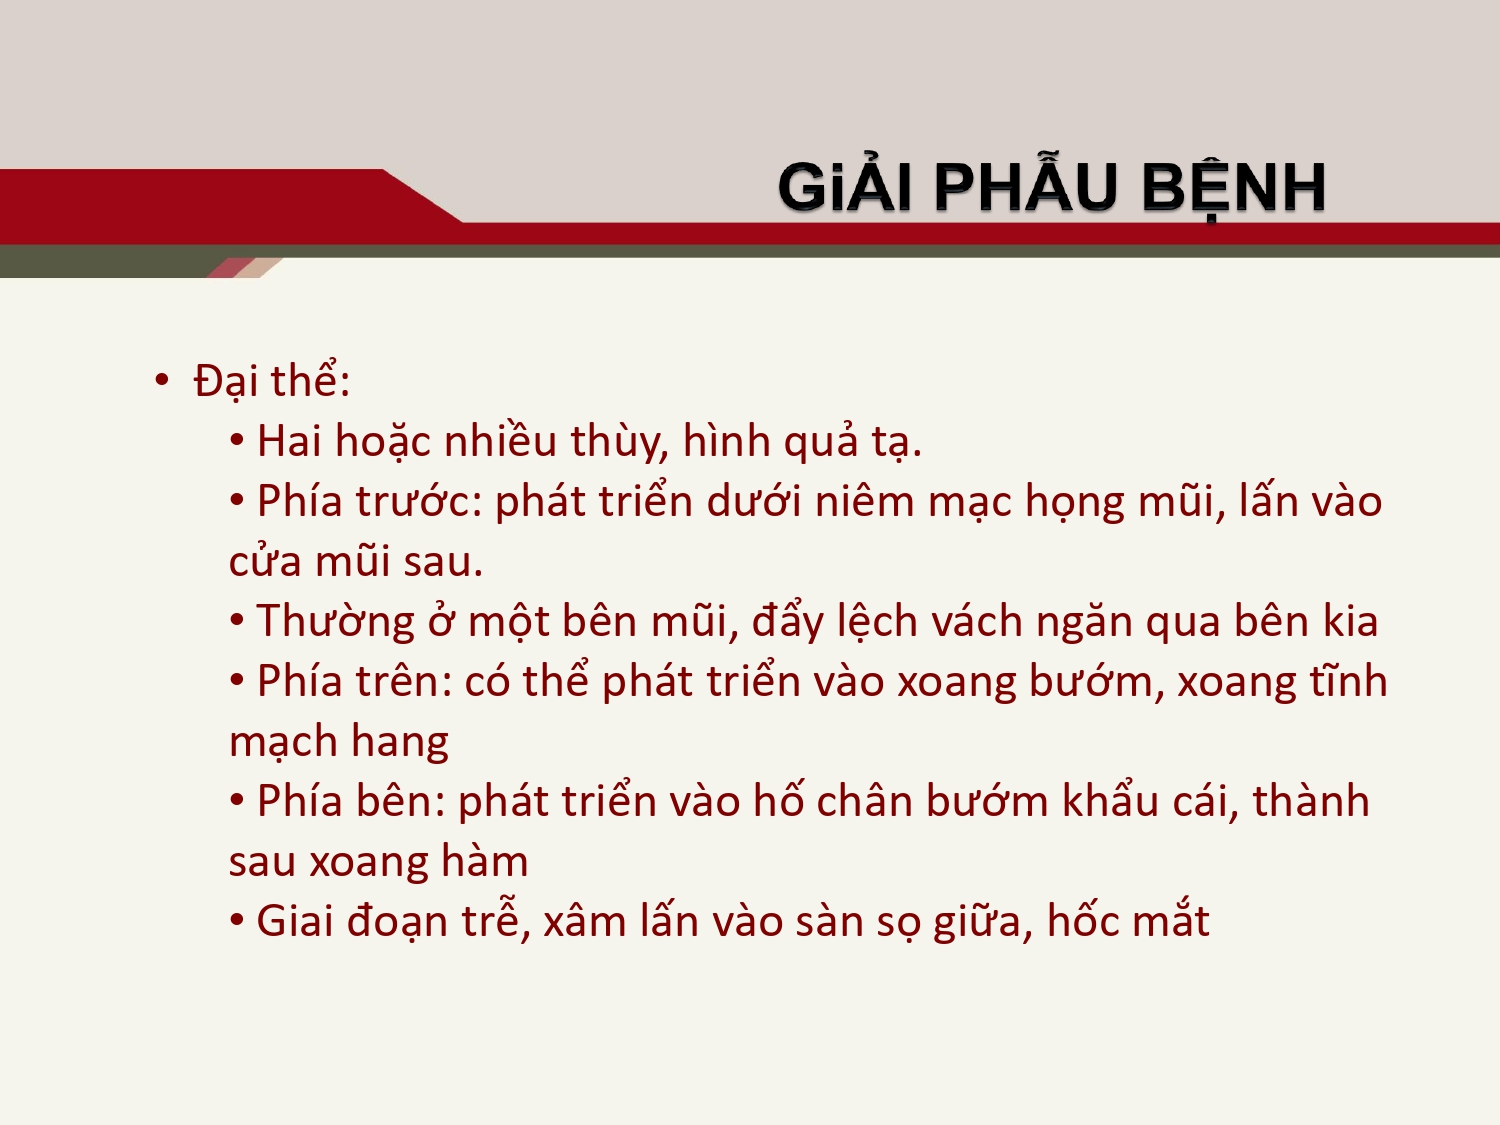 GiẢI PHẪU BỆNH
• Đại thể:
• Hai hoặc nhiều thùy, hình quả tạ.
• Phía trước: phát triển dưới niêm mạc họng mũi, lấn vào
cửa mũi sau.
• Thường ở một bên mũi, đẩy lệch vách ngăn qua bên kia
• Phía trên: có thể phát triển vào xoang bướm, xoang tĩnh
mạch hang
• Phía bên: phát triển vào hố chân bướm khẩu cái, thành
sau xoang hàm
• Giai đoạn trễ, xâm lấn vào sàn sọ giữa, hốc mắt